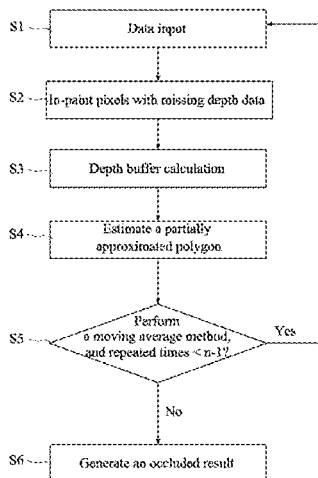 S1
Data input
S2
In-paint pixels with missing depth data
S3
Depth buffer calculation
S4
Estimate a partially
approximated polygon
S5
Perform
a moving average method,
and repeated times < n-1?
Yes
No
S6
Generate an occluded result